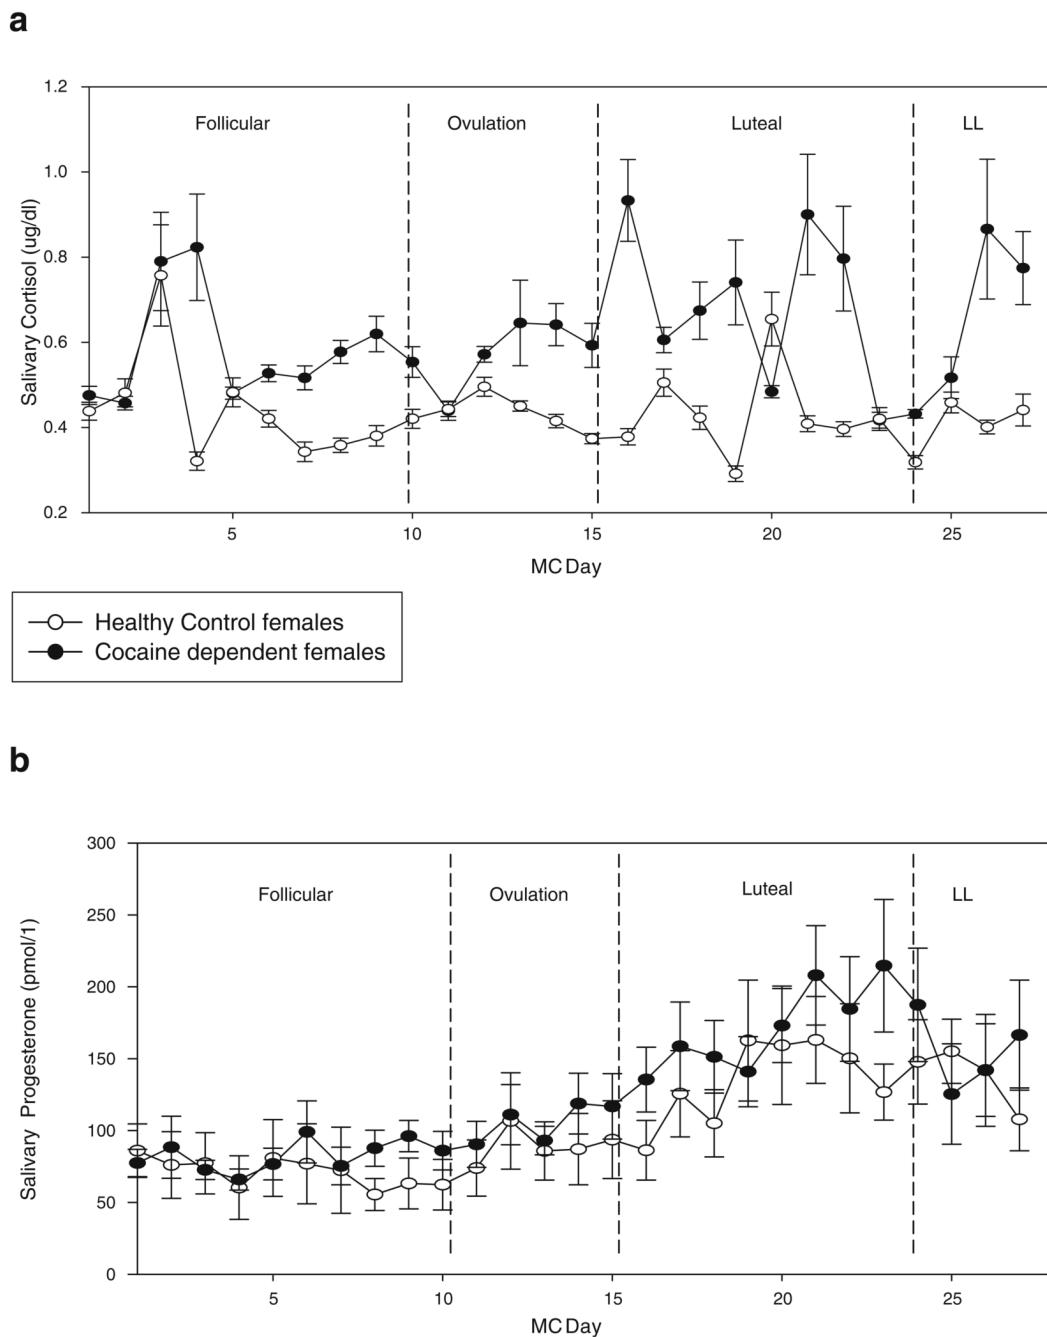 a
1.2
Follicular
Ovulation
Luteal
LL
1.0
Salivary Cortisol (ug/dl)
0.8
0.6
0.4
0.2
5
10
15
20
25
MC Day
Healthy Control females
Cocaine dependent females
b
300
Follicular
Ovulation
Luteal
LL
250
Salivary Progesterone (pmol/1)
200
150
100
50
0
5
10
15
20
25
MC Day